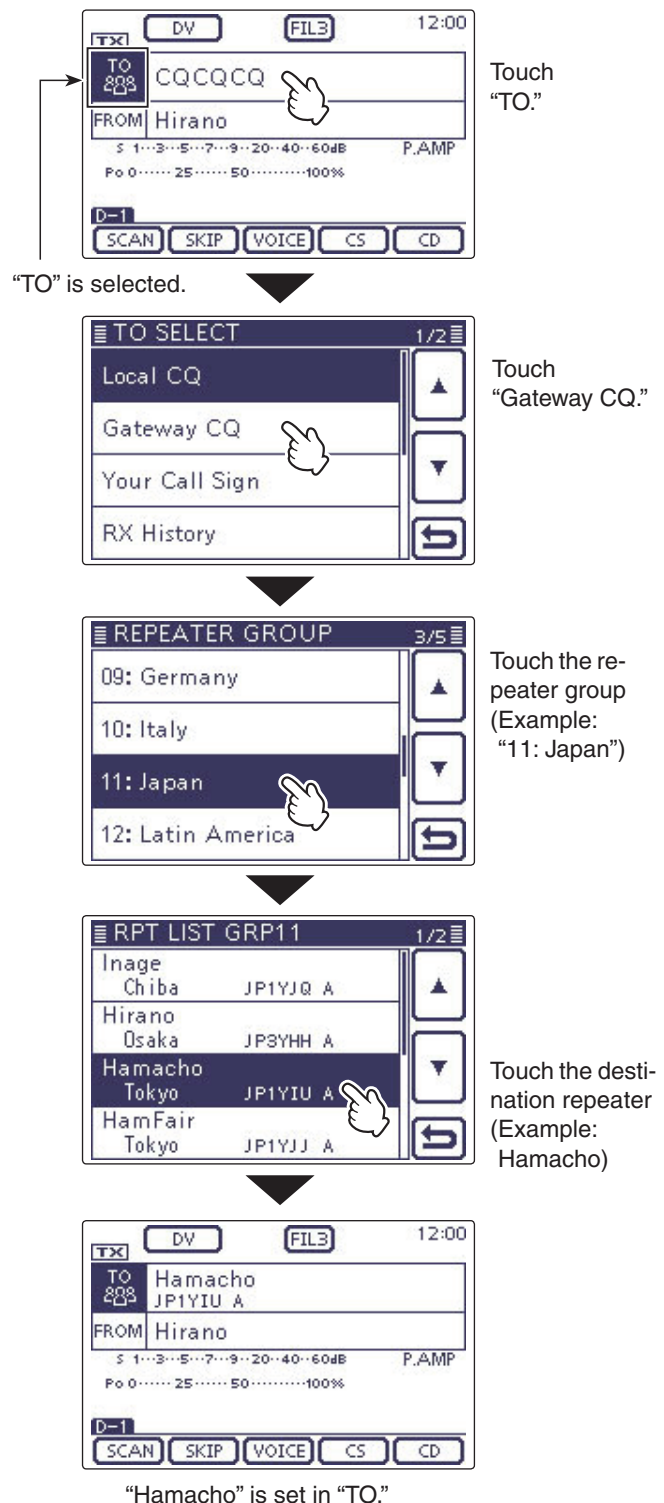 DV FIL3 12:00
TX
TO CQCQCQ
FROM Hirano
S 1···3···5···7···9··20··40··60dB P.AMP
Po 0······ 25······ 50··········100%
D-1
SCAN SKIP VOICE CS CD
Touch
“TO.”
“TO” is selected.
TO SELECT 1/2
Local CQ
Gateway CQ
Your Call Sign
RX History
Touch
“Gateway CQ.”
REPEATER GROUP 3/5
09: Germany
10: Italy
11: Japan
12: Latin America
Touch the re-
peater group
(Example:
“11: Japan”)
RPT LIST GRP11 1/2
Inage
Chiba JP1YJQ A
Hirano
Osaka JP3YHH A
Hamacho
Tokyo JP1YIU A
HamFair
Tokyo JP1YJJ A
Touch the desti-
nation repeater
(Example:
Hamacho)
DV FIL3 12:00
TX
TO Hamacho
JP1YIU A
FROM Hirano
S 1···3···5···7···9··20··40··60dB P.AMP
Po 0······ 25······ 50··········100%
D-1
SCAN SKIP VOICE CS CD
“Hamacho” is set in “TO.”